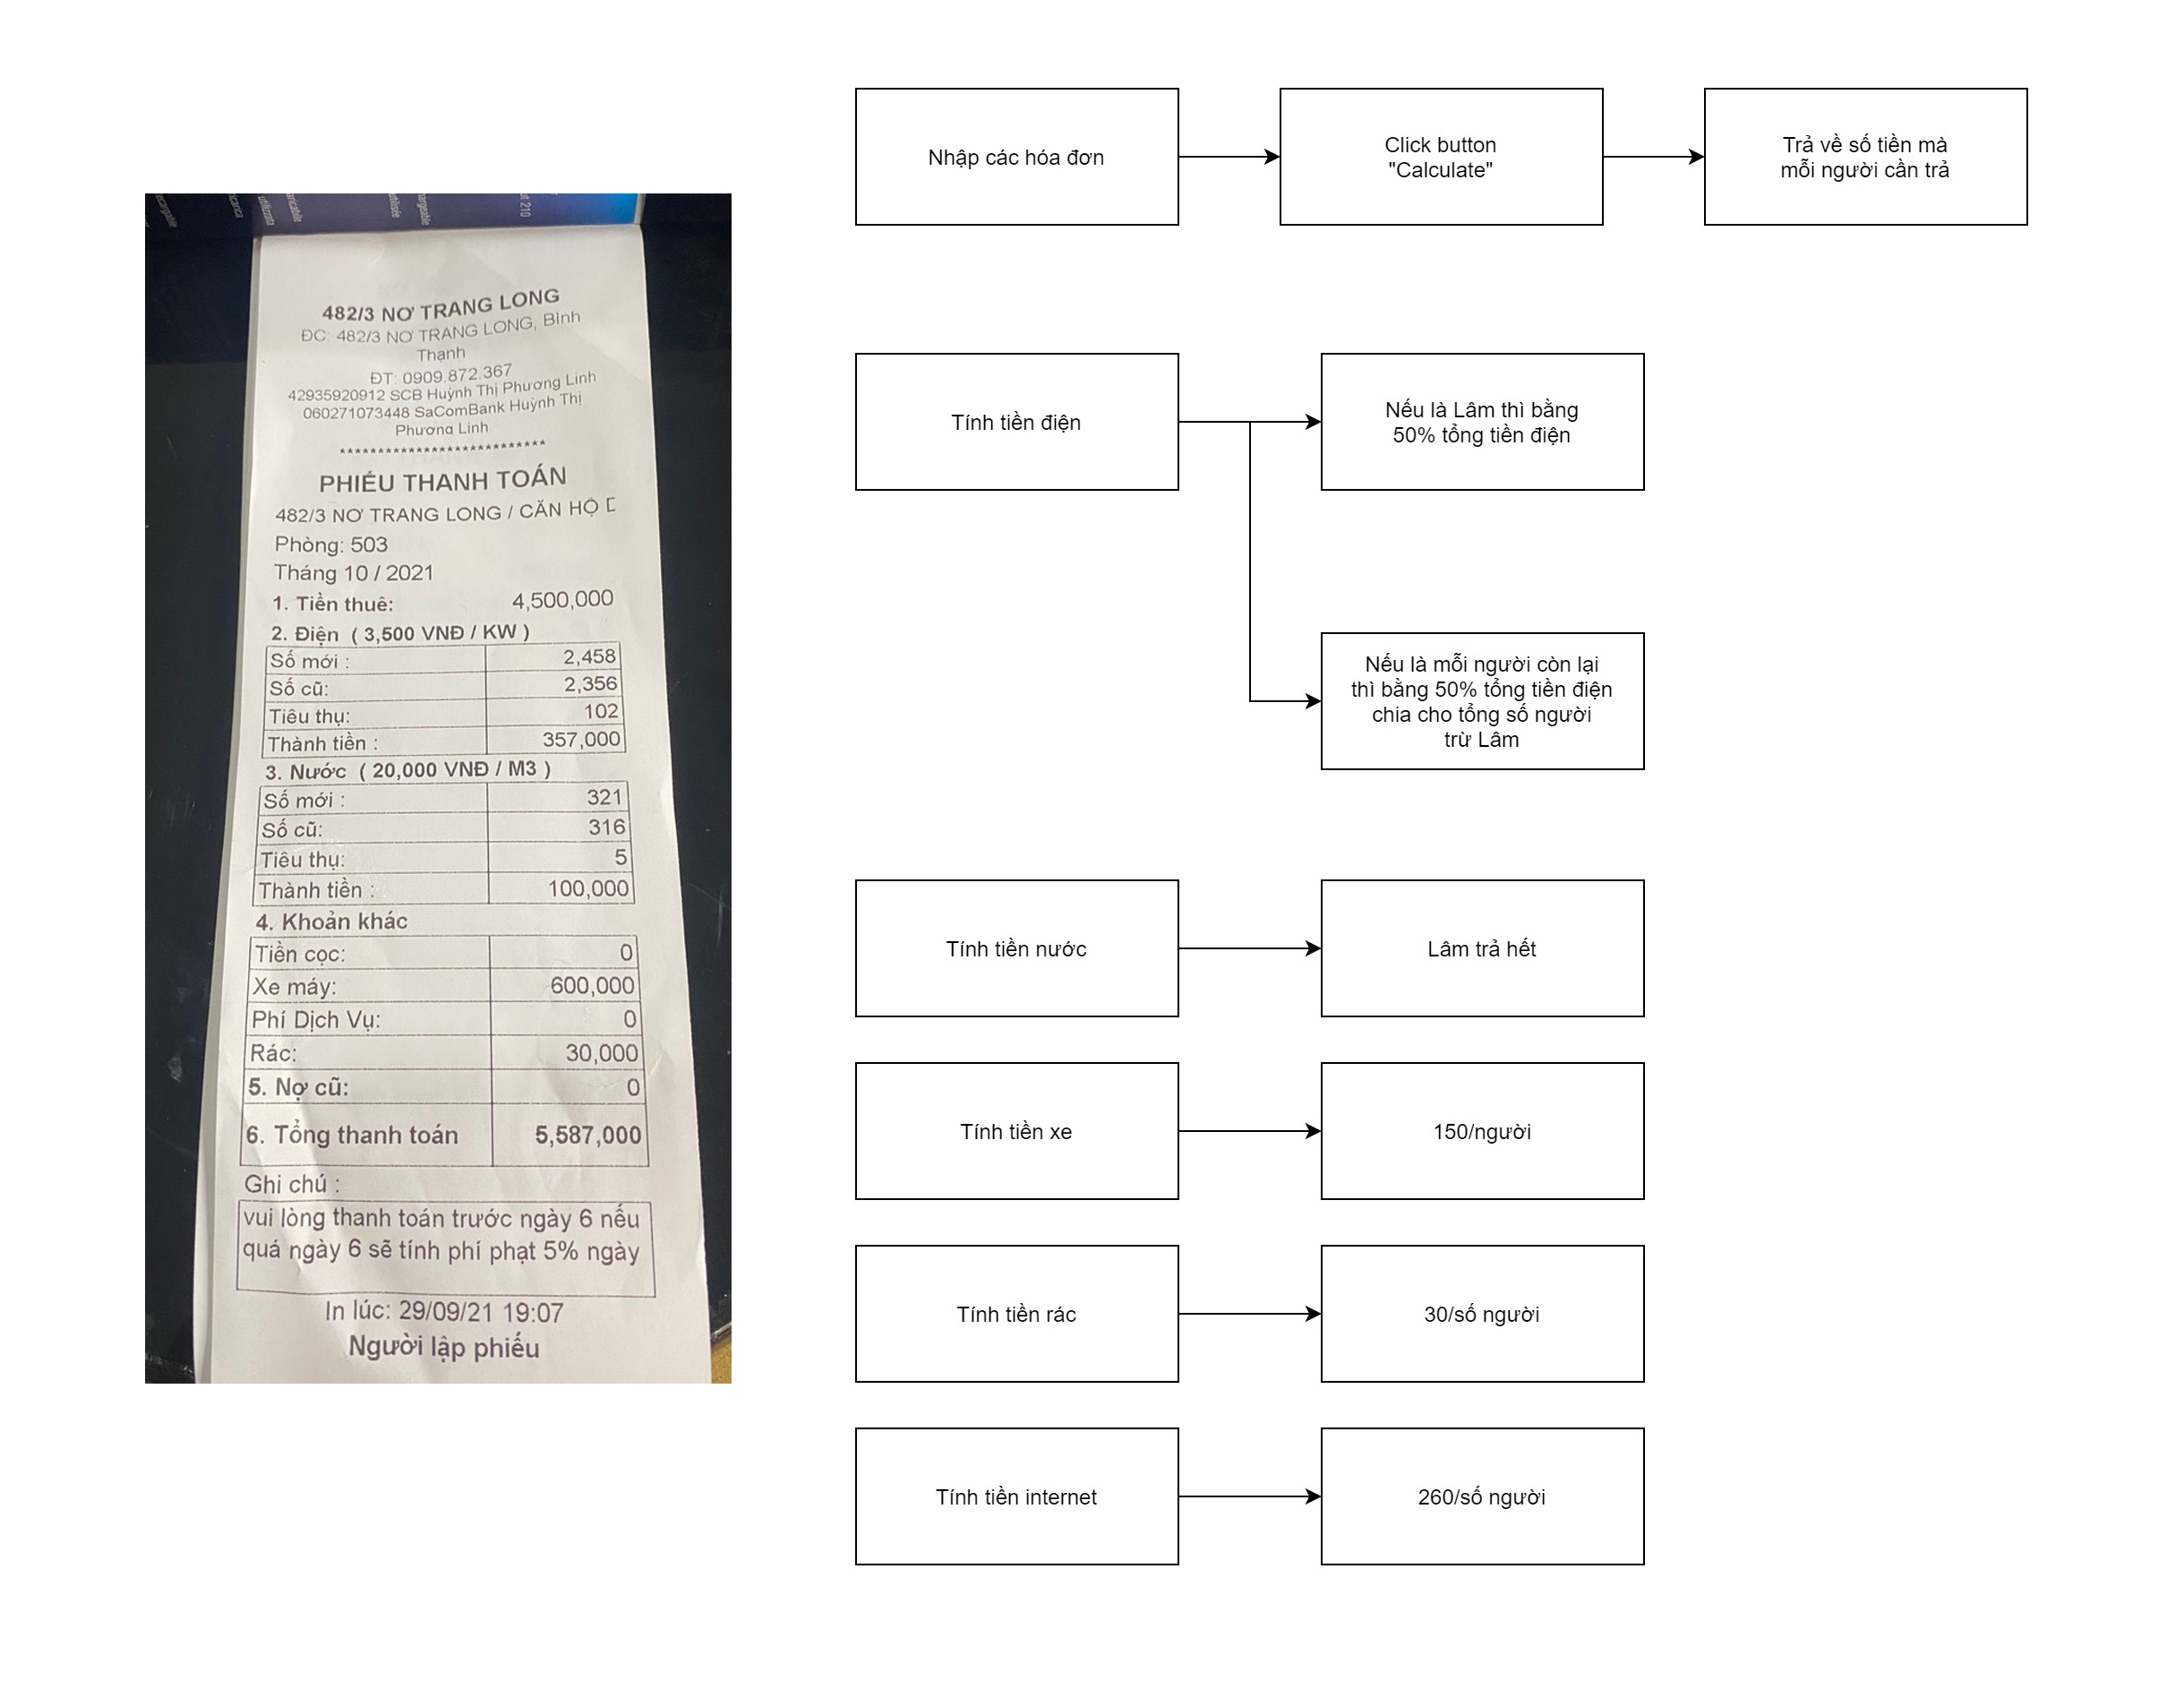 482/3 NƠ TRANG LONG
ĐC: 482/3 NƠ TRANG LONG, Bình
Thạnh
ĐT: 0909.872.367
42935920912 SCB Huỳnh Thị Phương Linh
060271073448 SaComBank Huỳnh Thị
Phương Linh
***************************
PHIẾU THANH TOÁN
482/3 NƠ TRANG LONG / CĂN HỘ
Phòng: 503
Tháng 10 / 2021
1. Tiền thuê: 4,500,000
2. Điện ( 3,500 VNĐ / KW )
Số mới : 2,458
Số cũ: 2,356
Tiêu thụ: 102
Thành tiền : 357,000
3. Nước ( 20,000 VNĐ / M3 )
Số mới : 321
Số cũ: 316
Tiêu thụ: 5
Thành tiền : 100,000
4. Khoản khác
Tiền cọc: 0
Xe máy: 600,000
Phí Dịch Vụ: 0
Rác: 30,000
5. Nợ cũ: 0
6. Tổng thanh toán 5,587,000
Ghi chú :
vui lòng thanh toán trước ngày 6 nếu
quá ngày 6 sẽ tính phí phạt 5% ngày
In lúc: 29/09/21 19:07
Người lập phiếu
Nhập các hóa đơn
Click button
"Calculate"
Trả về số tiền mà
mỗi người cần trả
Tính tiền điện
Nếu là Lâm thì bằng
50% tổng tiền điện
Nếu là mỗi người còn lại
thì bằng 50% tổng tiền điện
chia cho tổng số người
trừ Lâm
Tính tiền nước
Lâm trả hết
Tính tiền xe
150/người
Tính tiền rác
30/số người
Tính tiền internet
260/số người